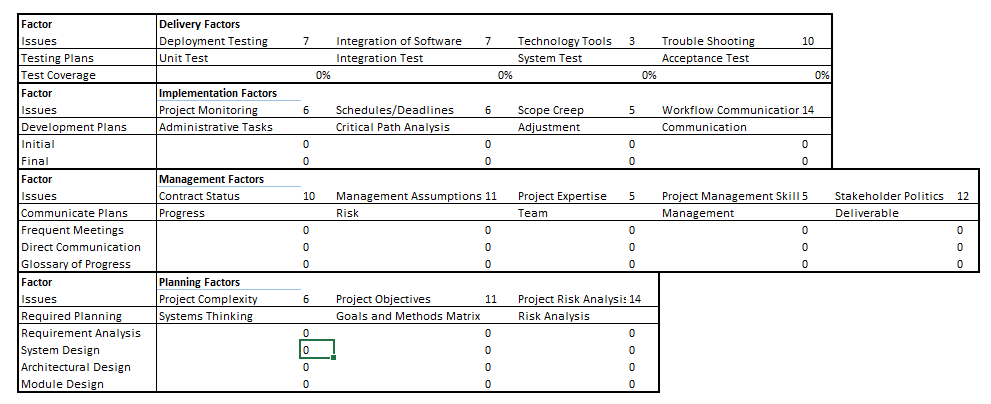 Factor Delivery Factors
Issues Deployment Testing 7 Integration of Software 7 Technology Tools 3 Trouble Shooting 10
Testing Plans Unit Test Integration Test System Test Acceptance Test
Test Coverage 0% 0% 0% 0%
Factor Implementation Factors
Issues Project Monitoring 6 Schedules/Deadlines 6 Scope Creep 5 Workflow Communication 14
Development Plans Administrative Tasks Critical Path Analysis Adjustment Communication
Initial 0 0 0 0
Final 0 0 0 0
Factor Management Factors
Issues Contract Status 10 Management Assumptions 11 Project Expertise 5 Project Management Skill 5 Stakeholder Politics 12
Communicate Plans Progress Risk Team Management Deliverable
Frequent Meetings 0 0 0 0 0
Direct Communication 0 0 0 0 0
Glossary of Progress 0 0 0 0 0
Factor Planning Factors
Issues Project Complexity 6 Project Objectives 11 Project Risk Analysis 14
Required Planning Systems Thinking Goals and Methods Matrix Risk Analysis
Requirement Analysis 0 0 0
System Design 0 0 0
Architectural Design 0 0 0
Module Design 0 0 0